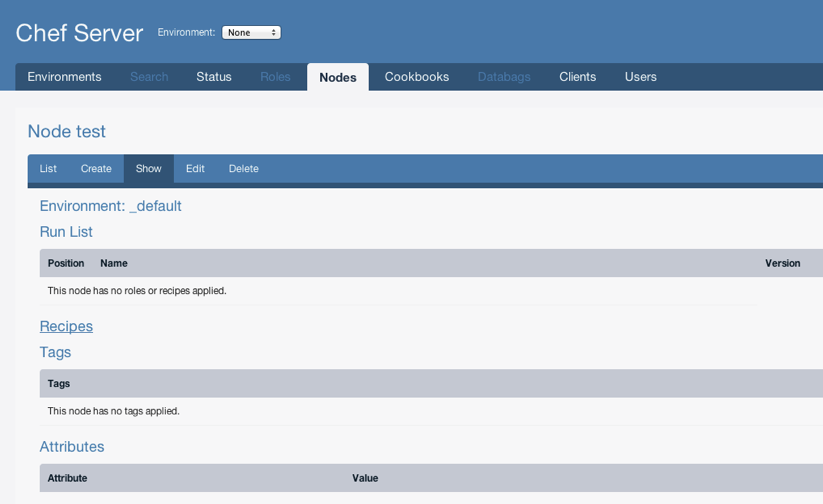 Chef Server Environment: None
Environments Search Status Roles Nodes Cookbooks Databags Clients Users
Node test
List Create Show Edit Delete
Environment: _default
Run List
Position Name Version
This node has no roles or recipes applied.
Recipes
Tags
Tags
This node has no tags applied.
Attributes
Attribute Value